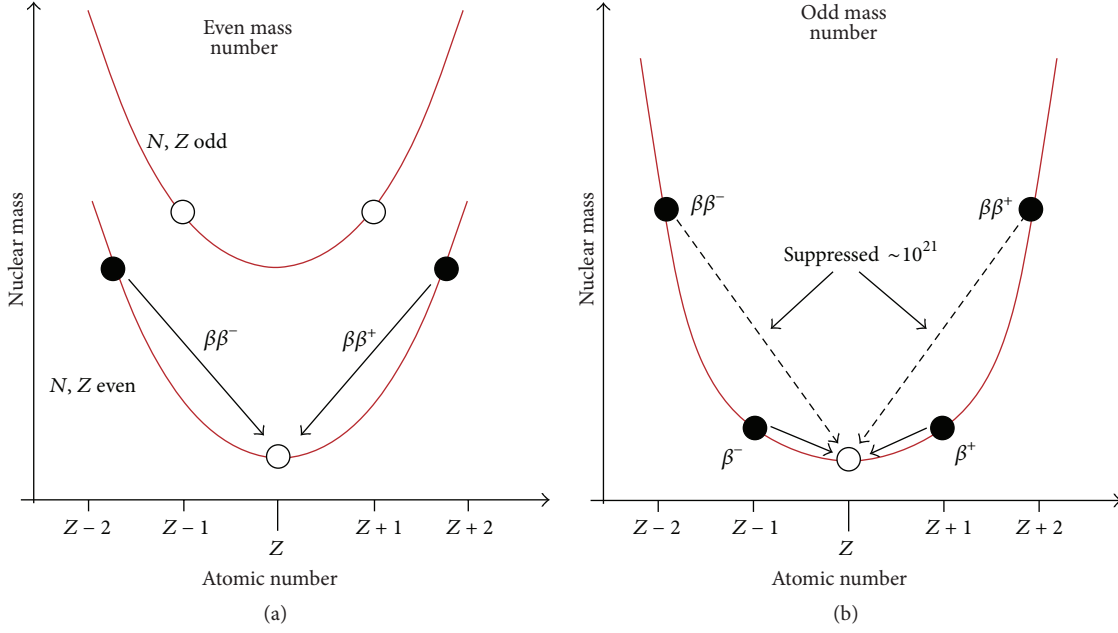 Even mass
number
N, Z odd
ββ⁻
ββ⁺
N, Z even
Nuclear mass
Z − 2
Z − 1
Z
Z + 1
Z + 2
Atomic number
(a)
Odd mass
number
ββ⁻
ββ⁺
Suppressed ~10²¹
β⁻
β⁺
Nuclear mass
Z − 2
Z − 1
Z
Z + 1
Z + 2
Atomic number
(b)